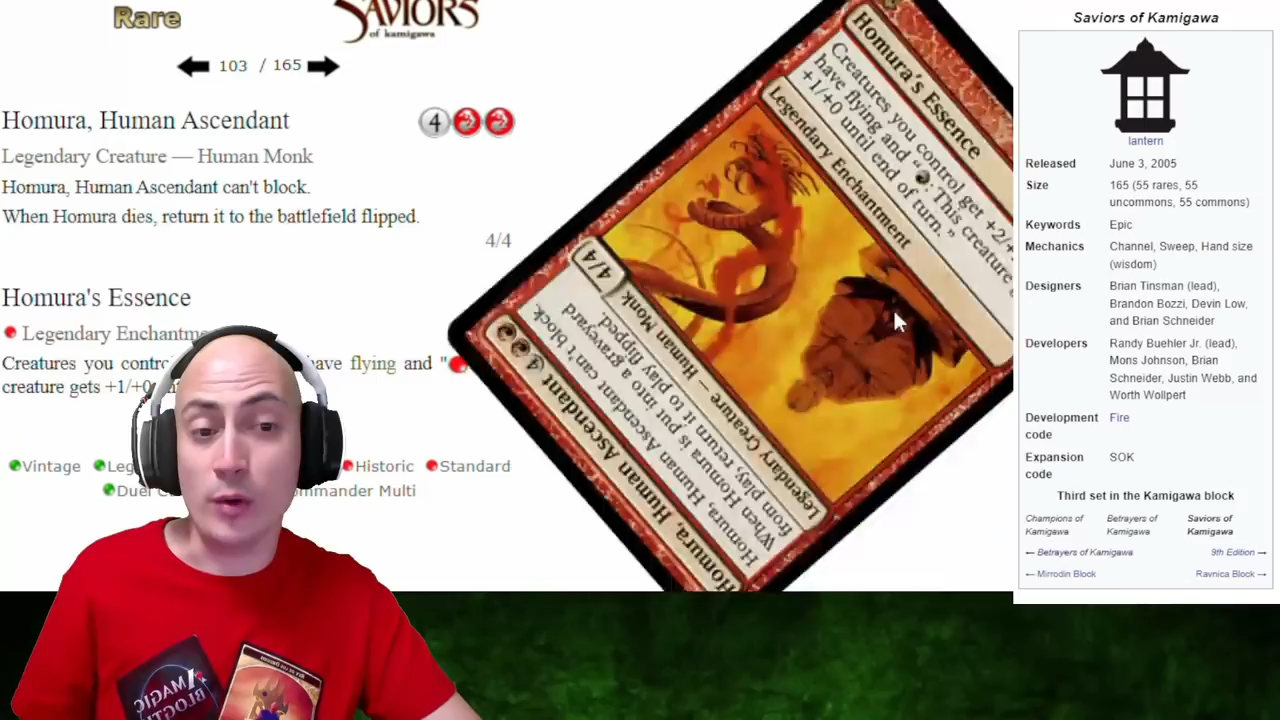 Rare
SAVIORS
of kamigawa
103 / 165
Homura, Human Ascendant
4
Legendary Creature — Human Monk
Homura, Human Ascendant can't block.
When Homura dies, return it to the battlefield flipped.
4/4
Homura's Essence
Legendary Enchantme
Creatures you contro
have flying and "
creature gets +1/+0
Vintage
Leg
Historic
Standard
Duel
mmander Multi
Homura's Essence
Creatures you control get +2/+
have flying and " : This creature
+1/+0 until end of turn."
Legendary Enchantment
4/4
Legendary Creature — Human Monk
Homura, Human Ascendant can't block.
When Homura is put into a graveyard
from play, return it to play flipped.
Homura, Human Ascendant
4
MAGIC
BLOGTI
Saviors of Kamigawa
lantern
Released June 3, 2005
Size 165 (55 rares, 55
uncommons, 55 commons)
Keywords Epic
Mechanics Channel, Sweep, Hand size
(wisdom)
Designers Brian Tinsman (lead),
Brandon Bozzi, Devin Low,
and Brian Schneider
Developers Randy Buehler Jr. (lead),
Mons Johnson, Brian
Schneider, Justin Webb, and
Worth Wollpert
Development Fire
code
Expansion SOK
code
Third set in the Kamigawa block
Champions of Betrayers of Saviors of
Kamigawa Kamigawa Kamigawa
← Betrayers of Kamigawa 9th Edition →
← Mirrodin Block Ravnica Block →